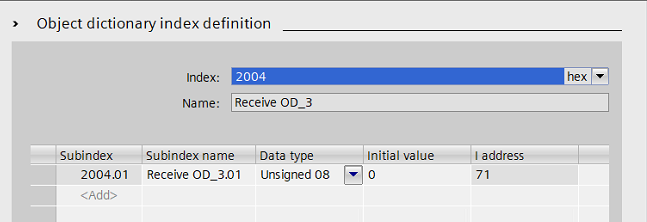 Object dictionary index definition
Index: 2004 hex
Name: Receive OD_3
Subindex Subindex name Data type Initial value I address
2004.01 Receive OD_3.01 Unsigned 08 0 71
<Add>